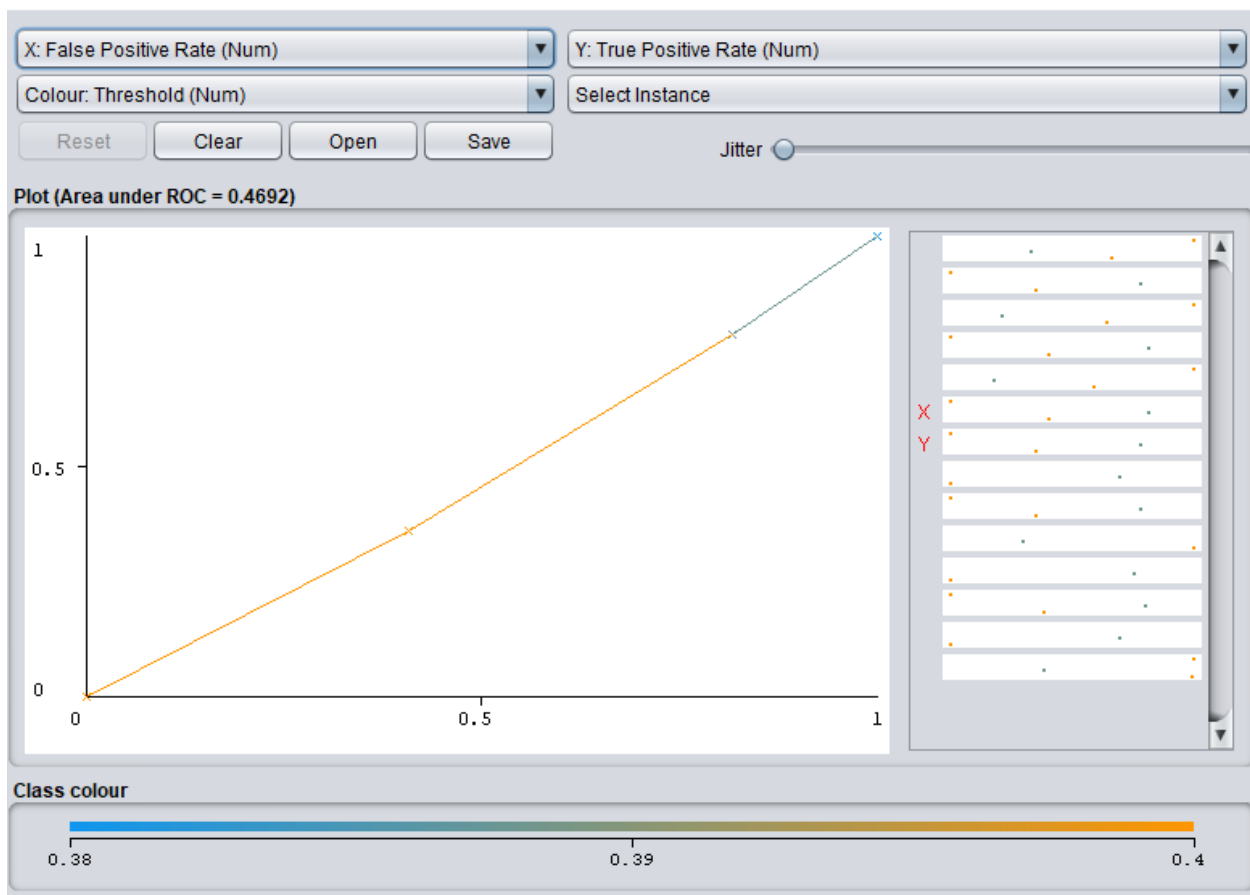 X: False Positive Rate (Num) Y: True Positive Rate (Num)
Colour: Threshold (Num) Select Instance
Reset Clear Open Save Jitter
Plot (Area under ROC = 0.4692)
1
X
Y
0.5
0
0 0.5 1
Class colour
0.38 0.39 0.4